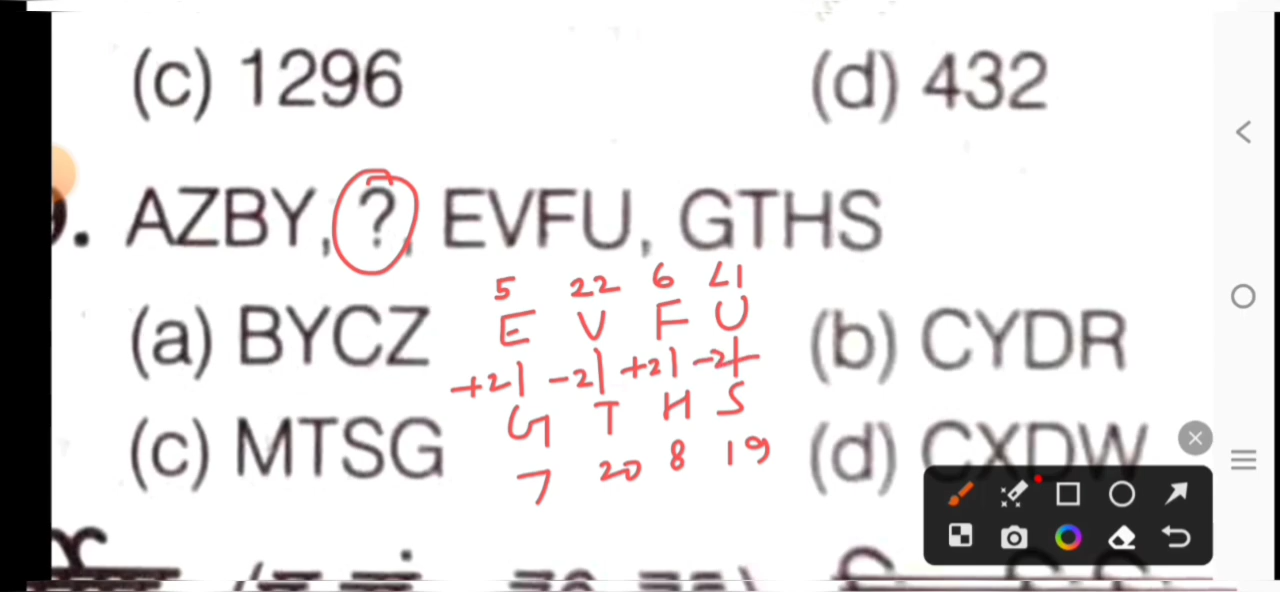 (c) 1296 (d) 432
. AZBY, ?, EVFU, GTHS
5 22 6 21
E V F U
(a) BYCZ (b) CYDR
+2 -2 +2 -2
G T H S
(c) MTSG (d) CXDW
7 20 8 19